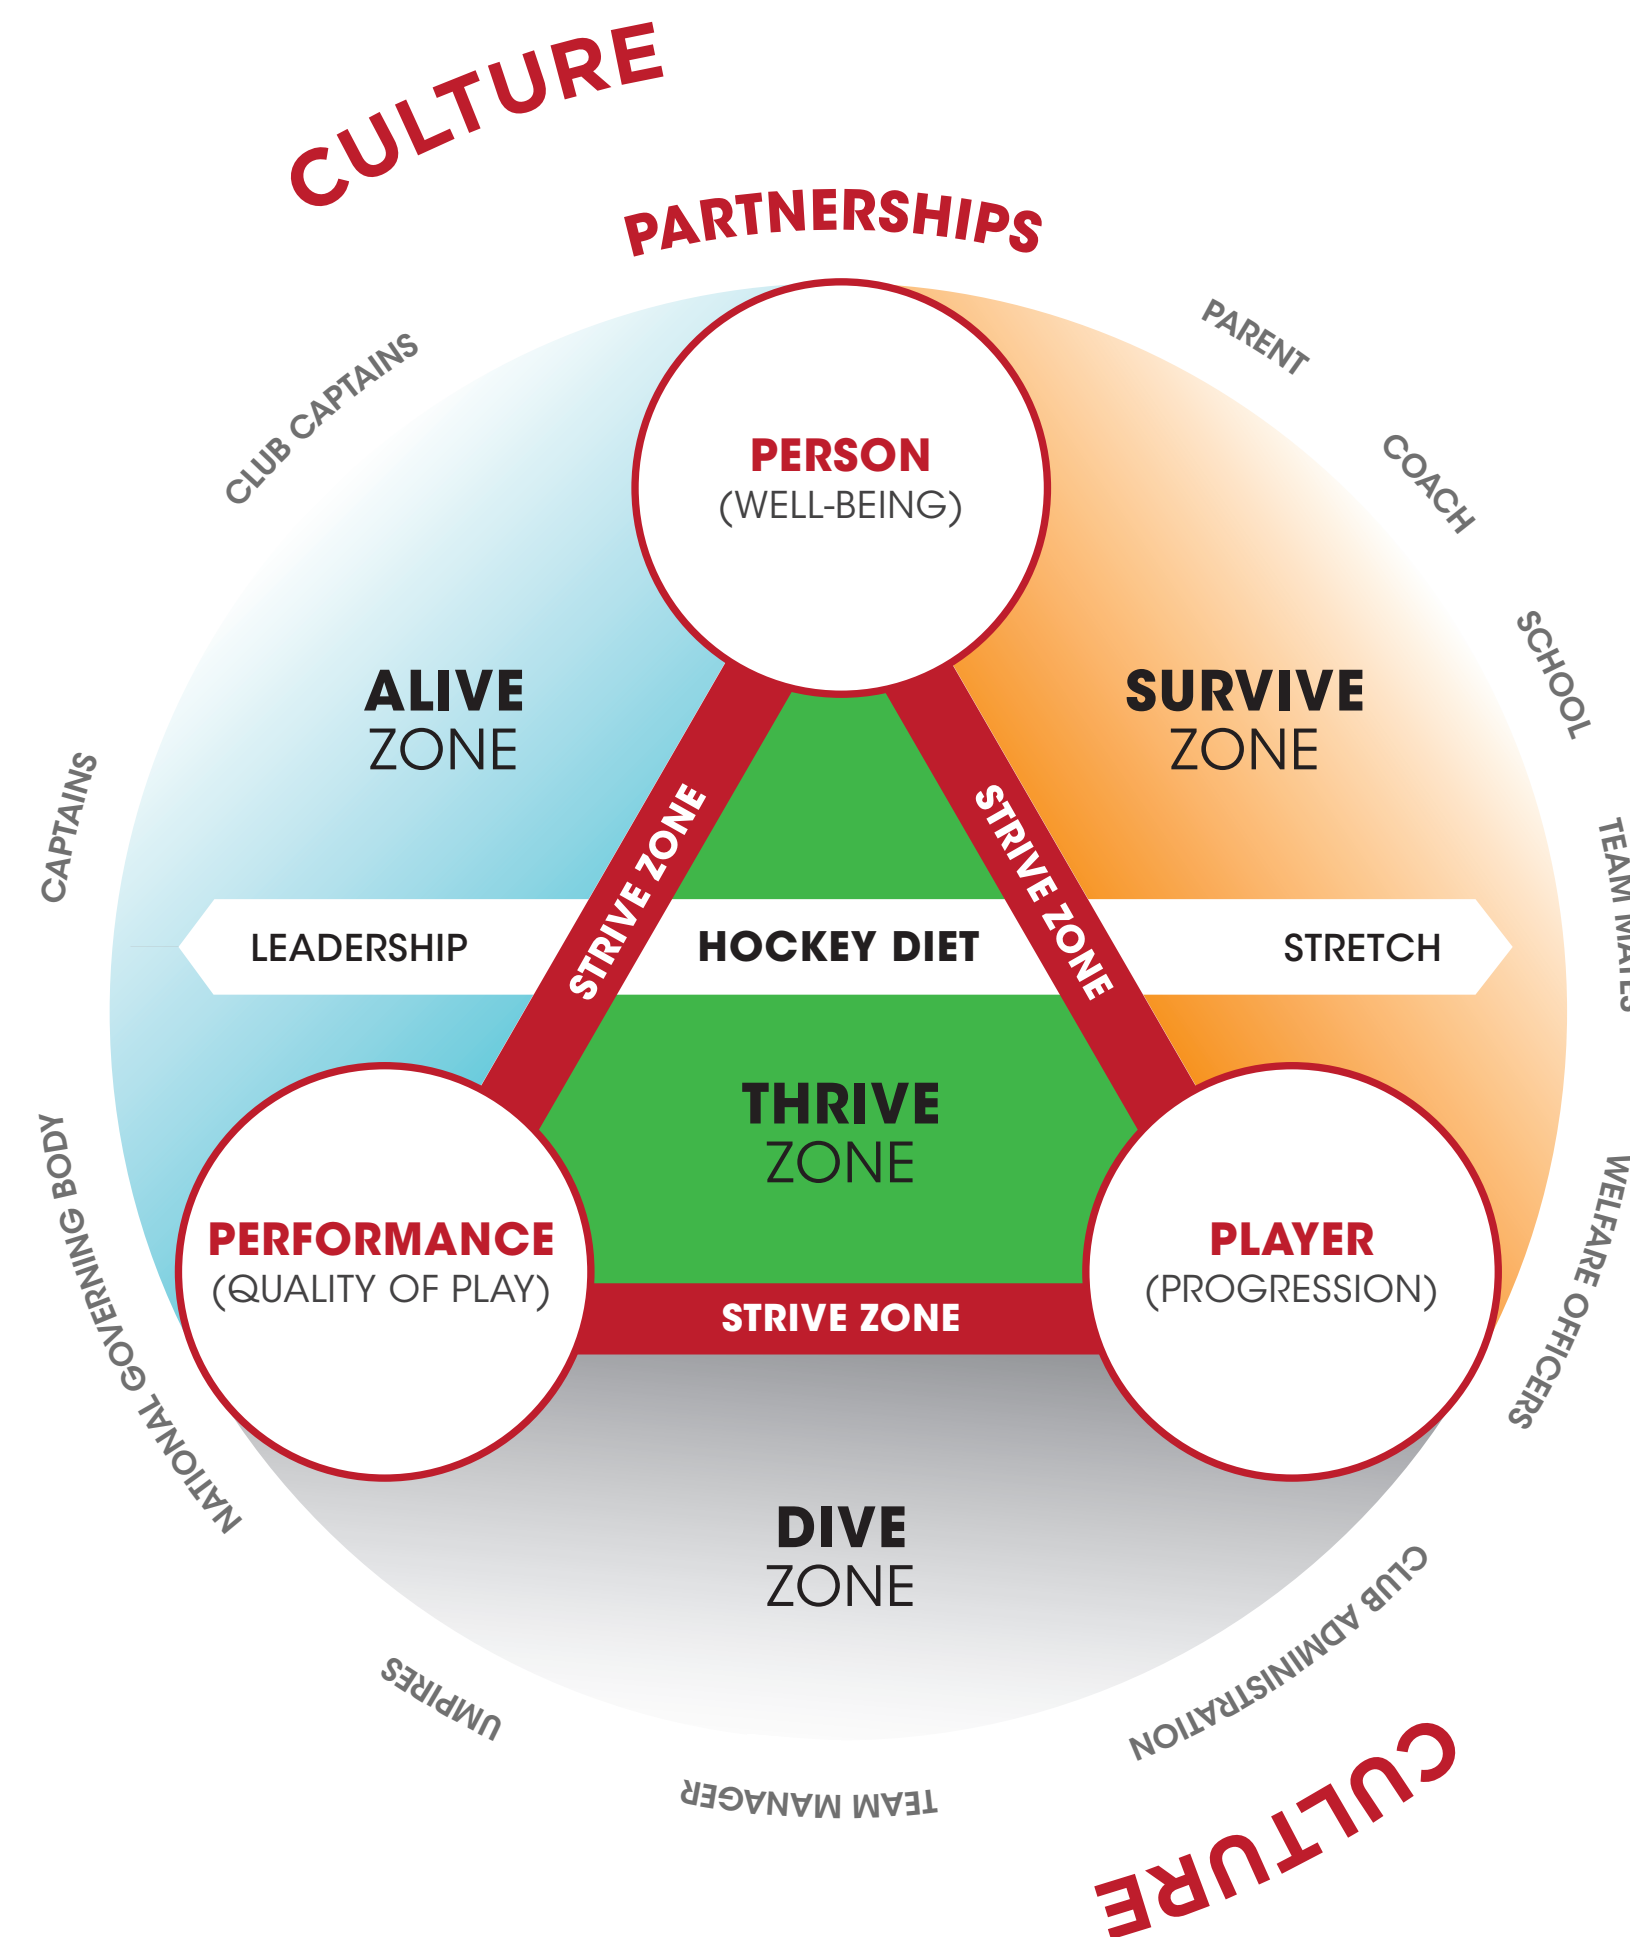 CULTURE
PARTNERSHIPS
PARENT
COACH
SCHOOL
TEAM MATES
WELFARE OFFICERS
CLUB ADMINISTRATION
TEAM MANAGER
UMPIRES
NATIONAL GOVERNING BODY
CAPTAINS
CLUB CAPTAINS
PERSON
(WELL-BEING)
ALIVE
ZONE
SURVIVE
ZONE
STRIVE ZONE
STRIVE ZONE
LEADERSHIP
HOCKEY DIET
STRETCH
THRIVE
ZONE
PERFORMANCE
(QUALITY OF PLAY)
PLAYER
(PROGRESSION)
STRIVE ZONE
DIVE
ZONE
CULTURE